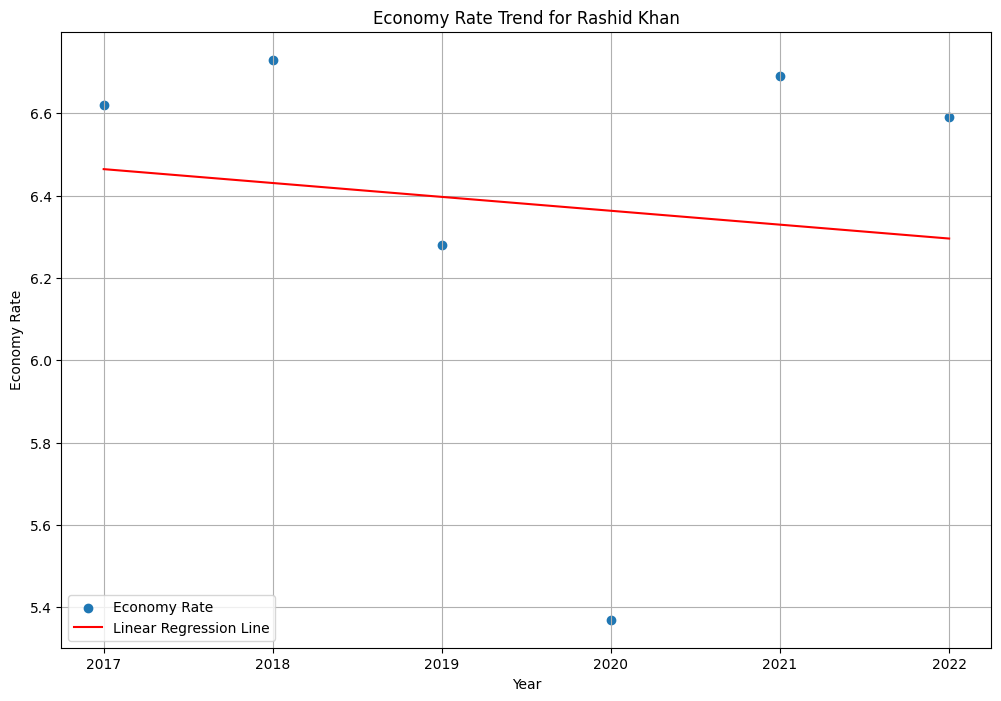 Economy Rate Trend for Rashid Khan
Economy Rate
6.6
6.4
6.2
6.0
5.8
5.6
5.4
Economy Rate
Linear Regression Line
2017 2018 2019 2020 2021 2022
Year